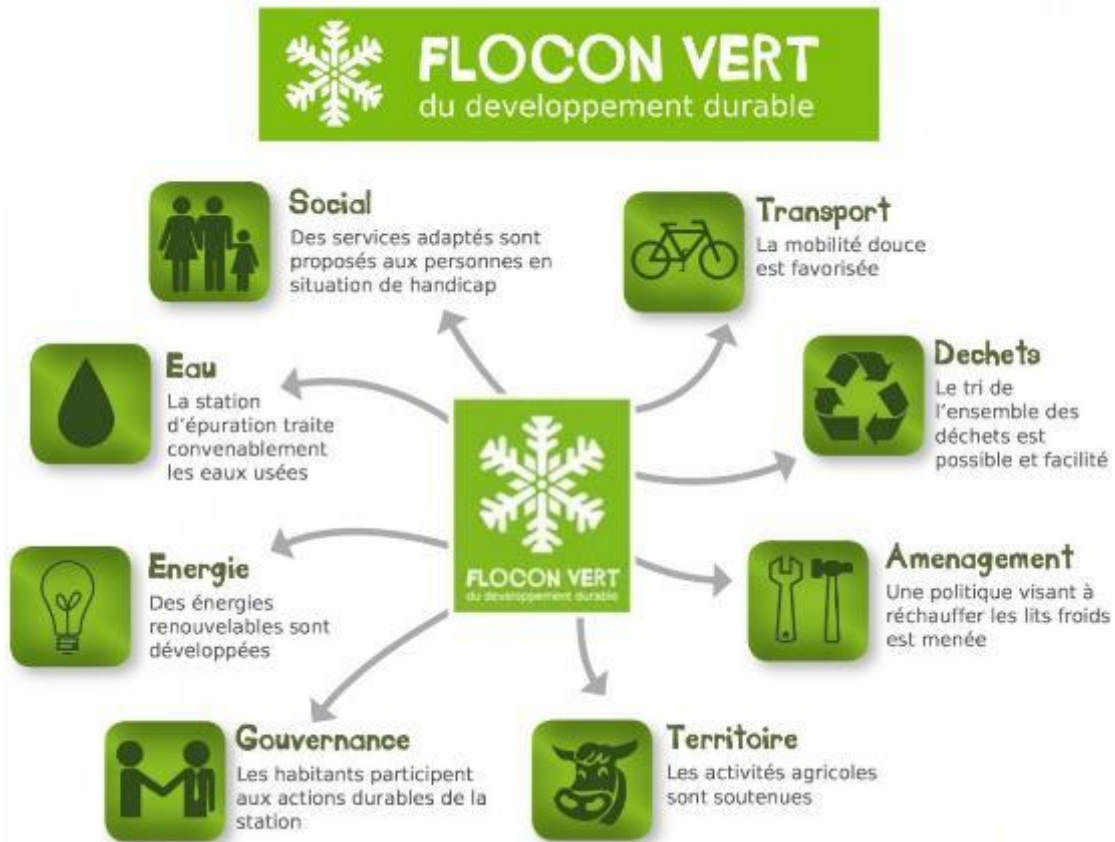 FLOCON VERT
du developpement durable
Social
Des services adaptés sont
proposés aux personnes en
situation de handicap
Transport
La mobilité douce
est favorisée
Eau
La station
d'épuration traite
convenablement
les eaux usées
Dechets
Le tri de
l'ensemble des
déchets est
possible et facilité
FLOCON VERT
du developpement durable
Energie
Des énergies
renouvelables sont
développées
Amenagement
Une politique visant à
réchauffer les lits froids
est menée
Gouvernance
Les habitants participent
aux actions durables de la
station
Territoire
Les activités agricoles
sont soutenues